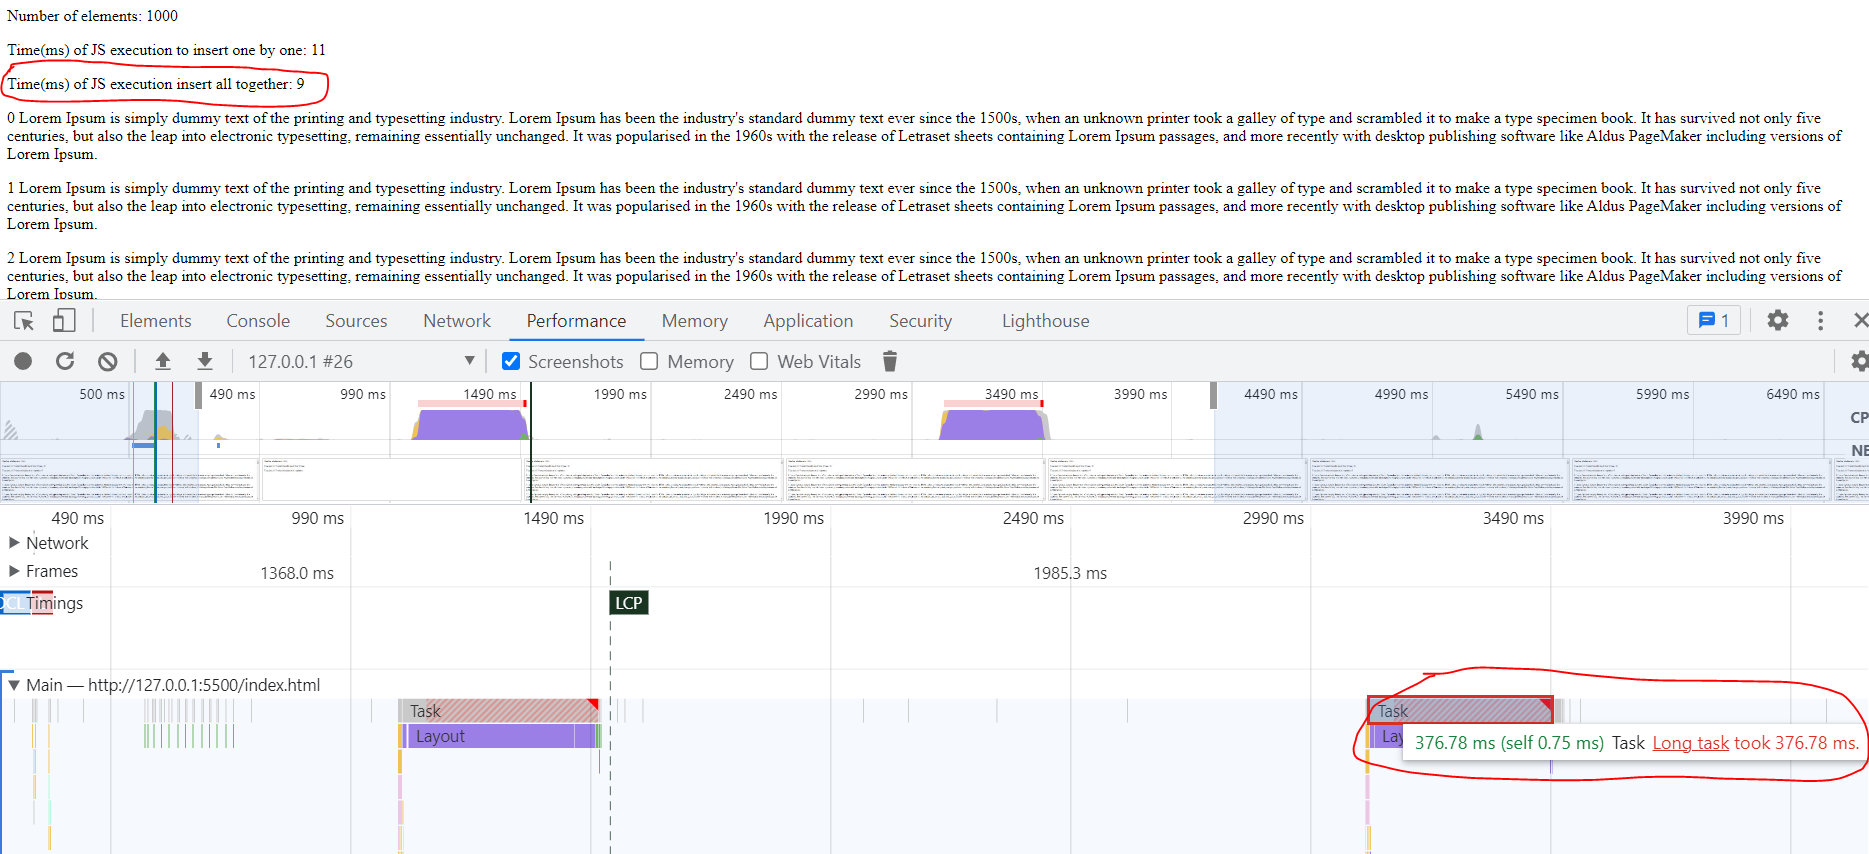 Number of elements: 1000
Time(ms) of JS execution to insert one by one: 11
Time(ms) of JS execution insert all together: 9
0 Lorem Ipsum is simply dummy text of the printing and typesetting industry. Lorem Ipsum has been the industry's standard dummy text ever since the 1500s, when an unknown printer took a galley of type and scrambled it to make a type specimen book. It has survived not only five
centuries, but also the leap into electronic typesetting, remaining essentially unchanged. It was popularised in the 1960s with the release of Letraset sheets containing Lorem Ipsum passages, and more recently with desktop publishing software like Aldus PageMaker including versions of
Lorem Ipsum.
1 Lorem Ipsum is simply dummy text of the printing and typesetting industry. Lorem Ipsum has been the industry's standard dummy text ever since the 1500s, when an unknown printer took a galley of type and scrambled it to make a type specimen book. It has survived not only five
centuries, but also the leap into electronic typesetting, remaining essentially unchanged. It was popularised in the 1960s with the release of Letraset sheets containing Lorem Ipsum passages, and more recently with desktop publishing software like Aldus PageMaker including versions of
Lorem Ipsum.
2 Lorem Ipsum is simply dummy text of the printing and typesetting industry. Lorem Ipsum has been the industry's standard dummy text ever since the 1500s, when an unknown printer took a galley of type and scrambled it to make a type specimen book. It has survived not only five
centuries, but also the leap into electronic typesetting, remaining essentially unchanged. It was popularised in the 1960s with the release of Letraset sheets containing Lorem Ipsum passages, and more recently with desktop publishing software like Aldus PageMaker including versions of
Lorem Ipsum.
Elements Console Sources Network Performance Memory Application Security Lighthouse 1
127.0.0.1 #26 Screenshots Memory Web Vitals
500 ms 490 ms 990 ms 1490 ms 1990 ms 2490 ms 2990 ms 3490 ms 3990 ms 4490 ms 4990 ms 5490 ms 5990 ms 6490 ms
CP
NE
490 ms 990 ms 1490 ms 1990 ms 2490 ms 2990 ms 3490 ms 3990 ms
Network
Frames 1368.0 ms 1985.3 ms
DCL Timings LCP
Main — http://127.0.0.1:5500/index.html
Task Task
Layout Lay 376.78 ms (self 0.75 ms) Task Long task took 376.78 ms.